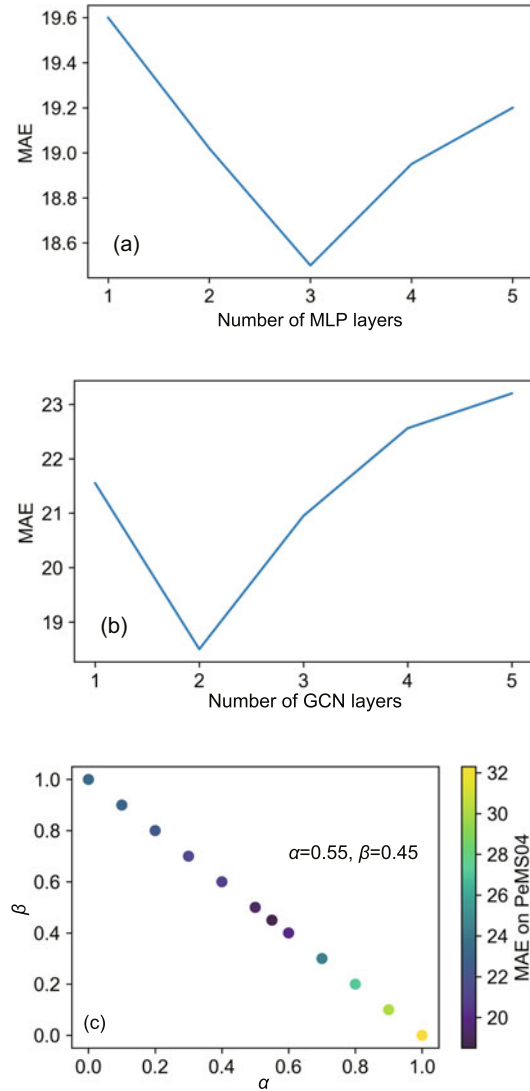 19.6
19.4
19.2
19.0
18.8
18.6
MAE
(a)
1 2 3 4 5
Number of MLP layers
23
22
21
20
19
MAE
(b)
1 2 3 4 5
Number of GCN layers
1.0
0.8
0.6
0.4
0.2
0.0
β
α=0.55, β=0.45
(c)
0.0 0.2 0.4 0.6 0.8 1.0
α
32
30
28
26
24
22
20
MAE on PeMS04